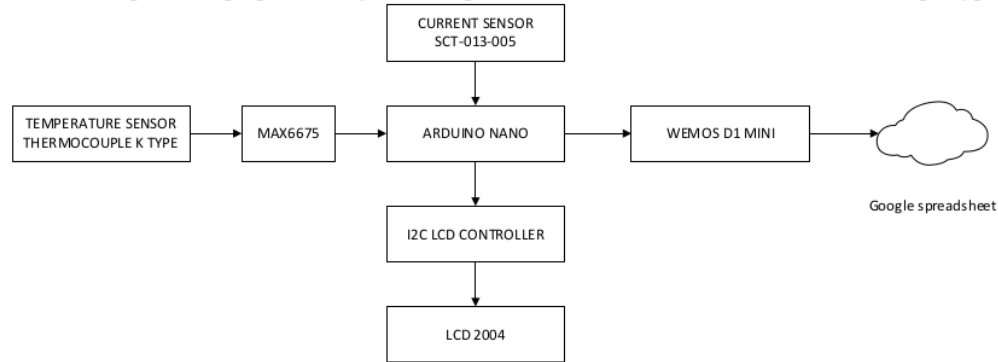 CURRENT SENSOR
SCT-013-005
TEMPERATURE SENSOR
THERMOCOUPLE K TYPE
MAX6675
ARDUINO NANO
WEMOS D1 MINI
Google spreadsheet
I2C LCD CONTROLLER
LCD 2004